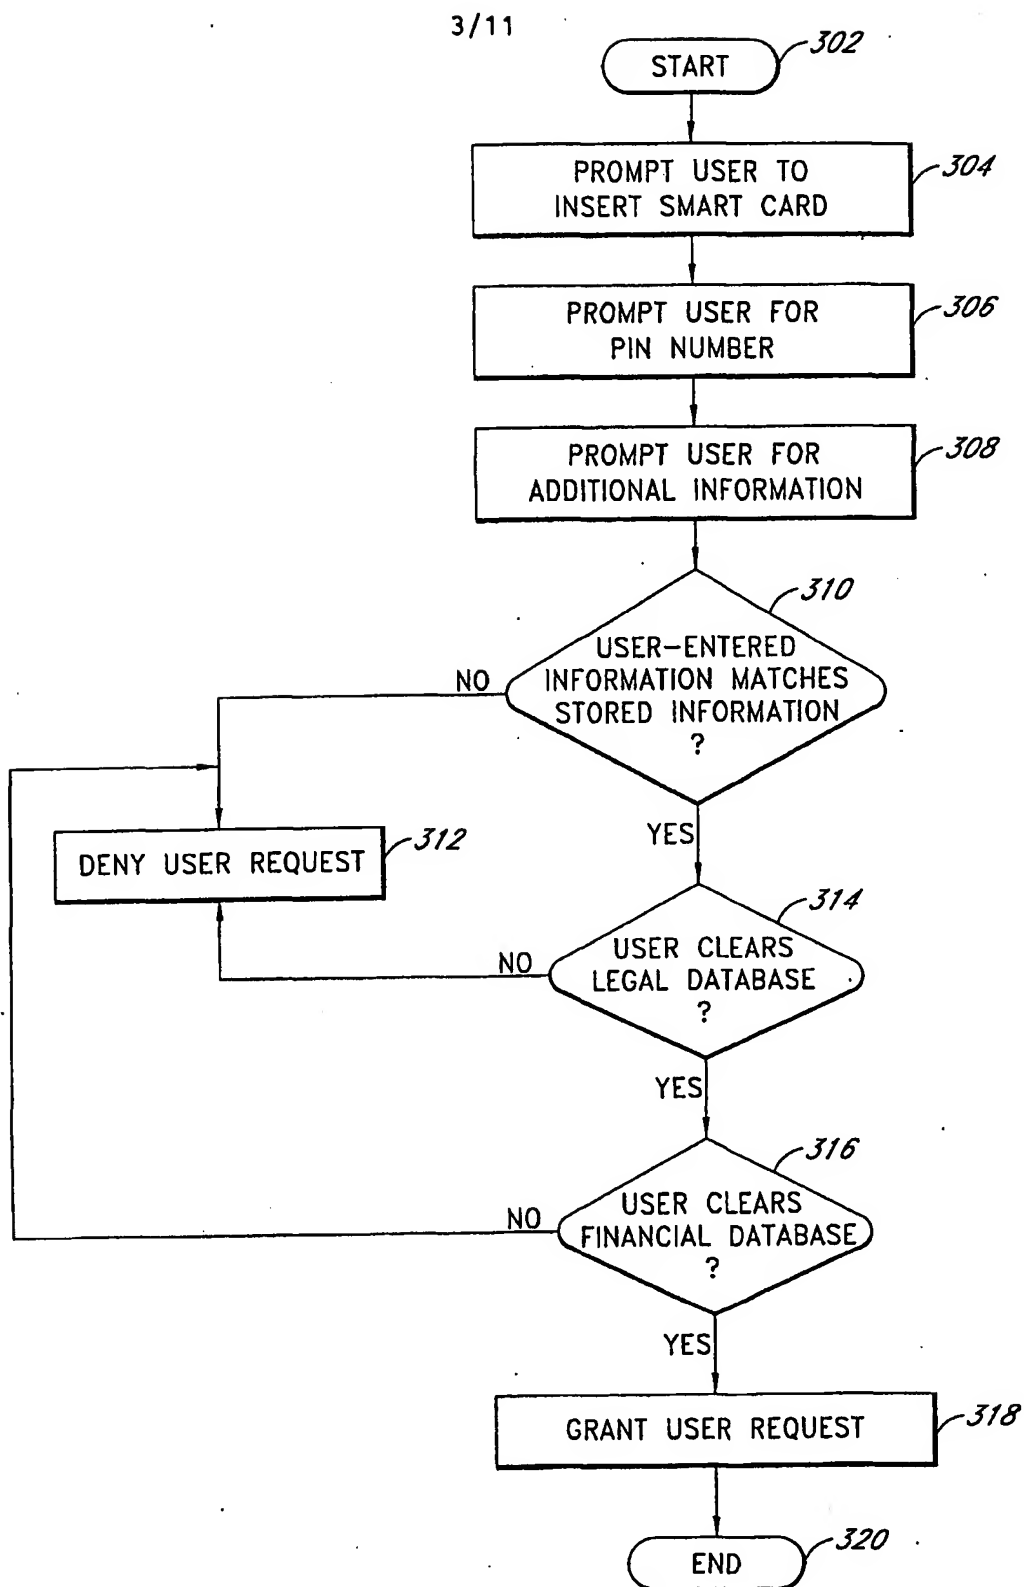 3/11
START
302
PROMPT USER TO
INSERT SMART CARD
304
PROMPT USER FOR
PIN NUMBER
306
PROMPT USER FOR
ADDITIONAL INFORMATION
308
310
USER-ENTERED
INFORMATION MATCHES
STORED INFORMATION
?
NO
YES
DENY USER REQUEST
312
314
USER CLEARS
LEGAL DATABASE
?
NO
YES
316
USER CLEARS
FINANCIAL DATABASE
?
NO
YES
GRANT USER REQUEST
318
END
320